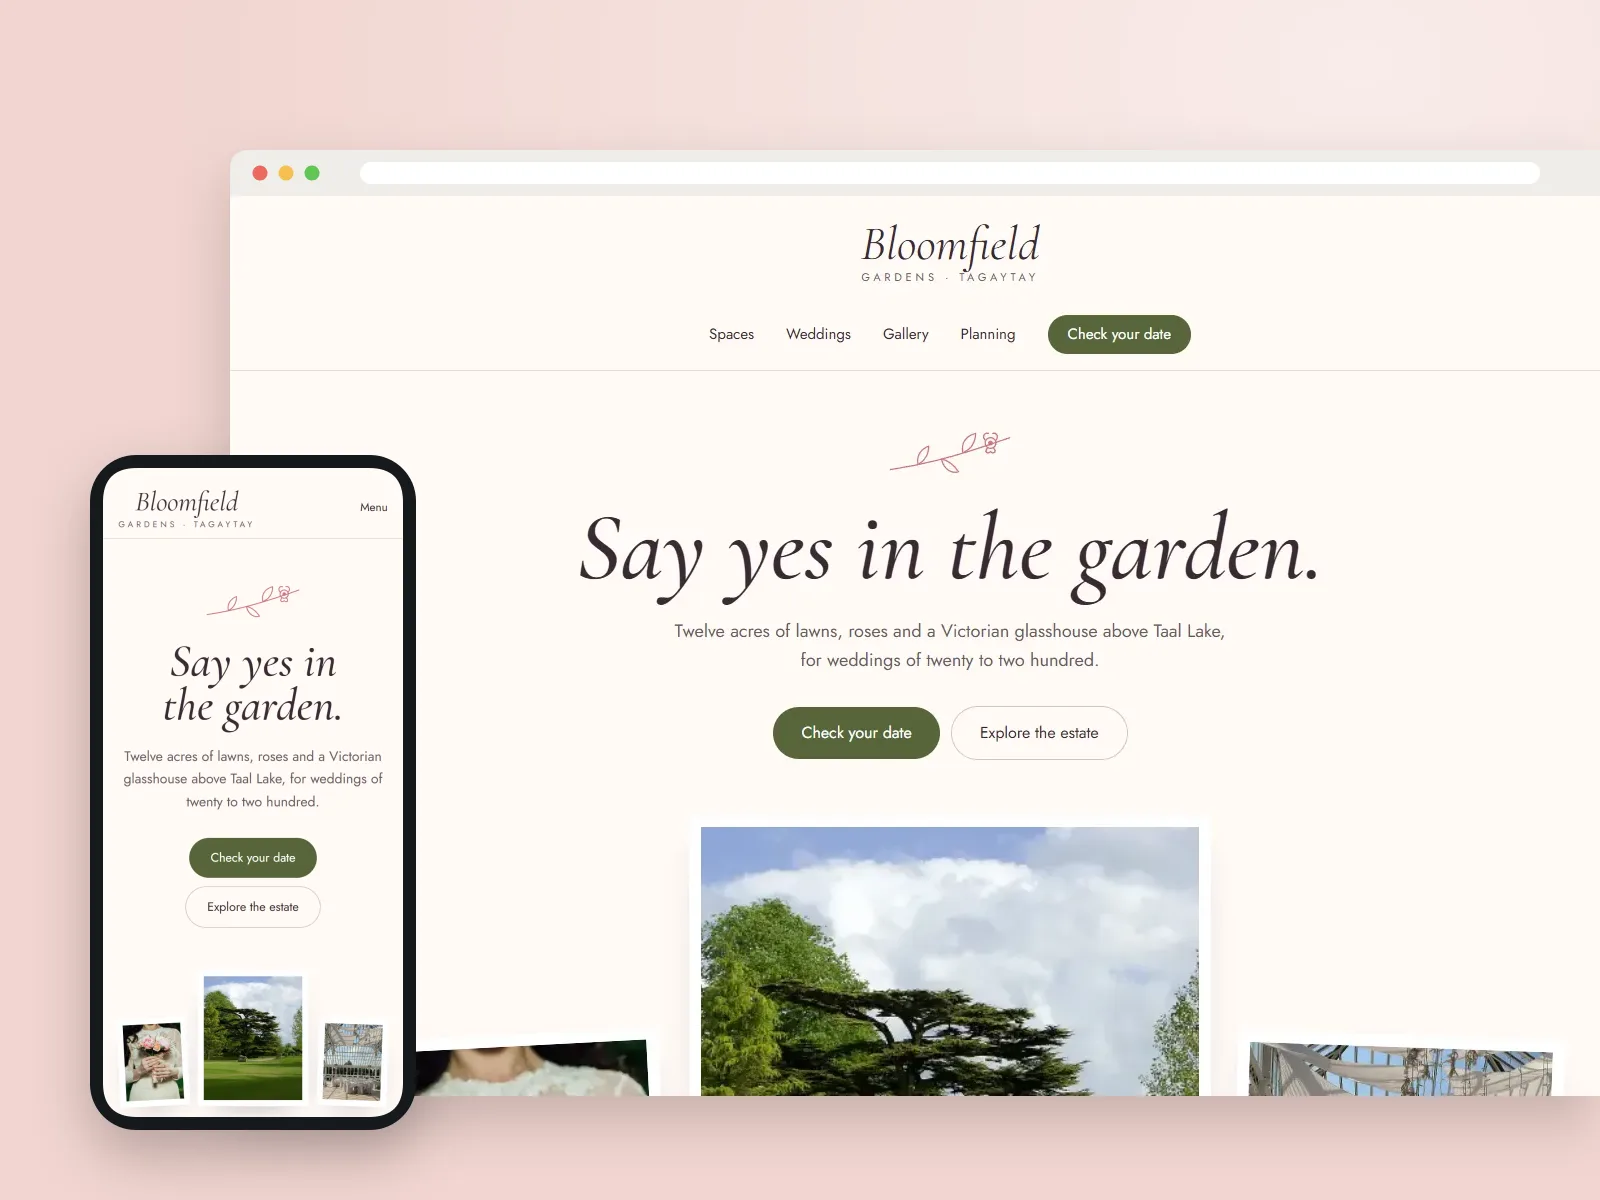 Bloomfield
GARDENS · TAGAYTAY
Spaces Weddings Gallery Planning Check your date
Say yes in the garden.
Twelve acres of lawns, roses and a Victorian glasshouse above Taal Lake,
for weddings of twenty to two hundred.
Check your date Explore the estate
Bloomfield
GARDENS · TAGAYTAY
Menu
Say yes in
the garden.
Twelve acres of lawns, roses and a Victorian
glasshouse above Taal Lake, for weddings of
twenty to two hundred.
Check your date
Explore the estate